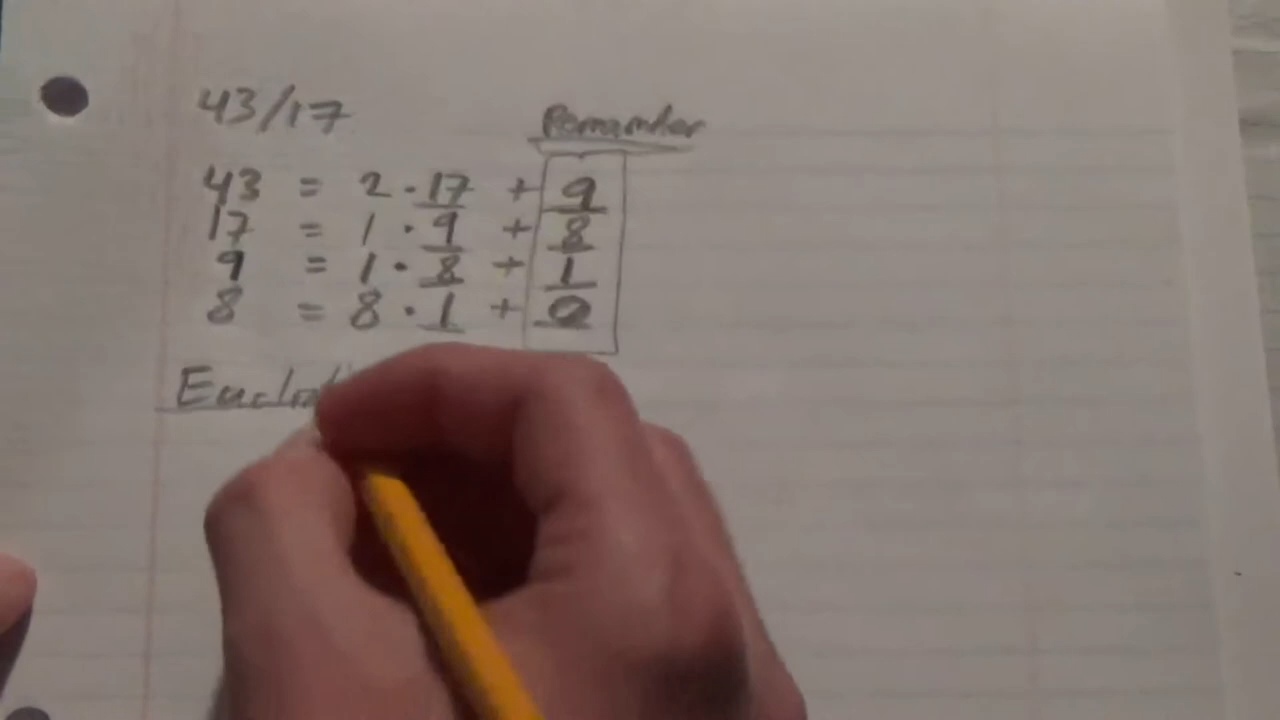 43/17
Remainder
43 = 2 · 17 + 9
17 = 1 · 9 + 8
9 = 1 · 8 + 1
8 = 8 · 1 + 0